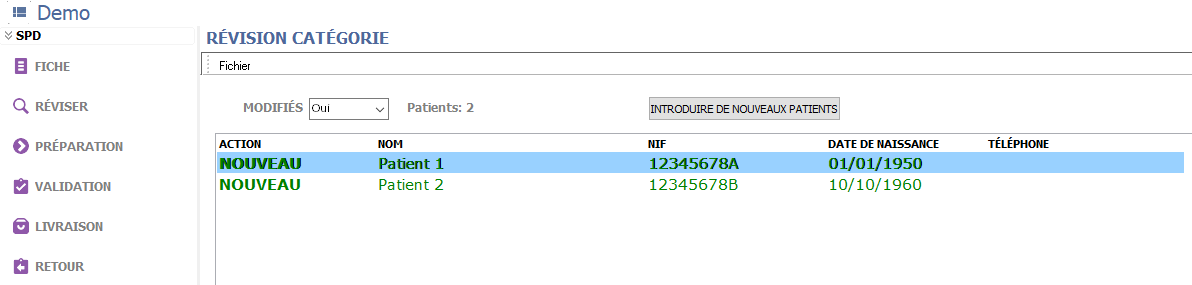 Demo
SPD
FICHE
RÉVISER
PRÉPARATION
VALIDATION
LIVRAISON
RETOUR
RÉVISION CATÉGORIE
Fichier
MODIFIÉS Oui Patients: 2 INTRODUIRE DE NOUVEAUX PATIENTS
ACTION NOM NIF DATE DE NAISSANCE TÉLÉPHONE
NOUVEAU Patient 1 12345678A 01/01/1950
NOUVEAU Patient 2 12345678B 10/10/1960